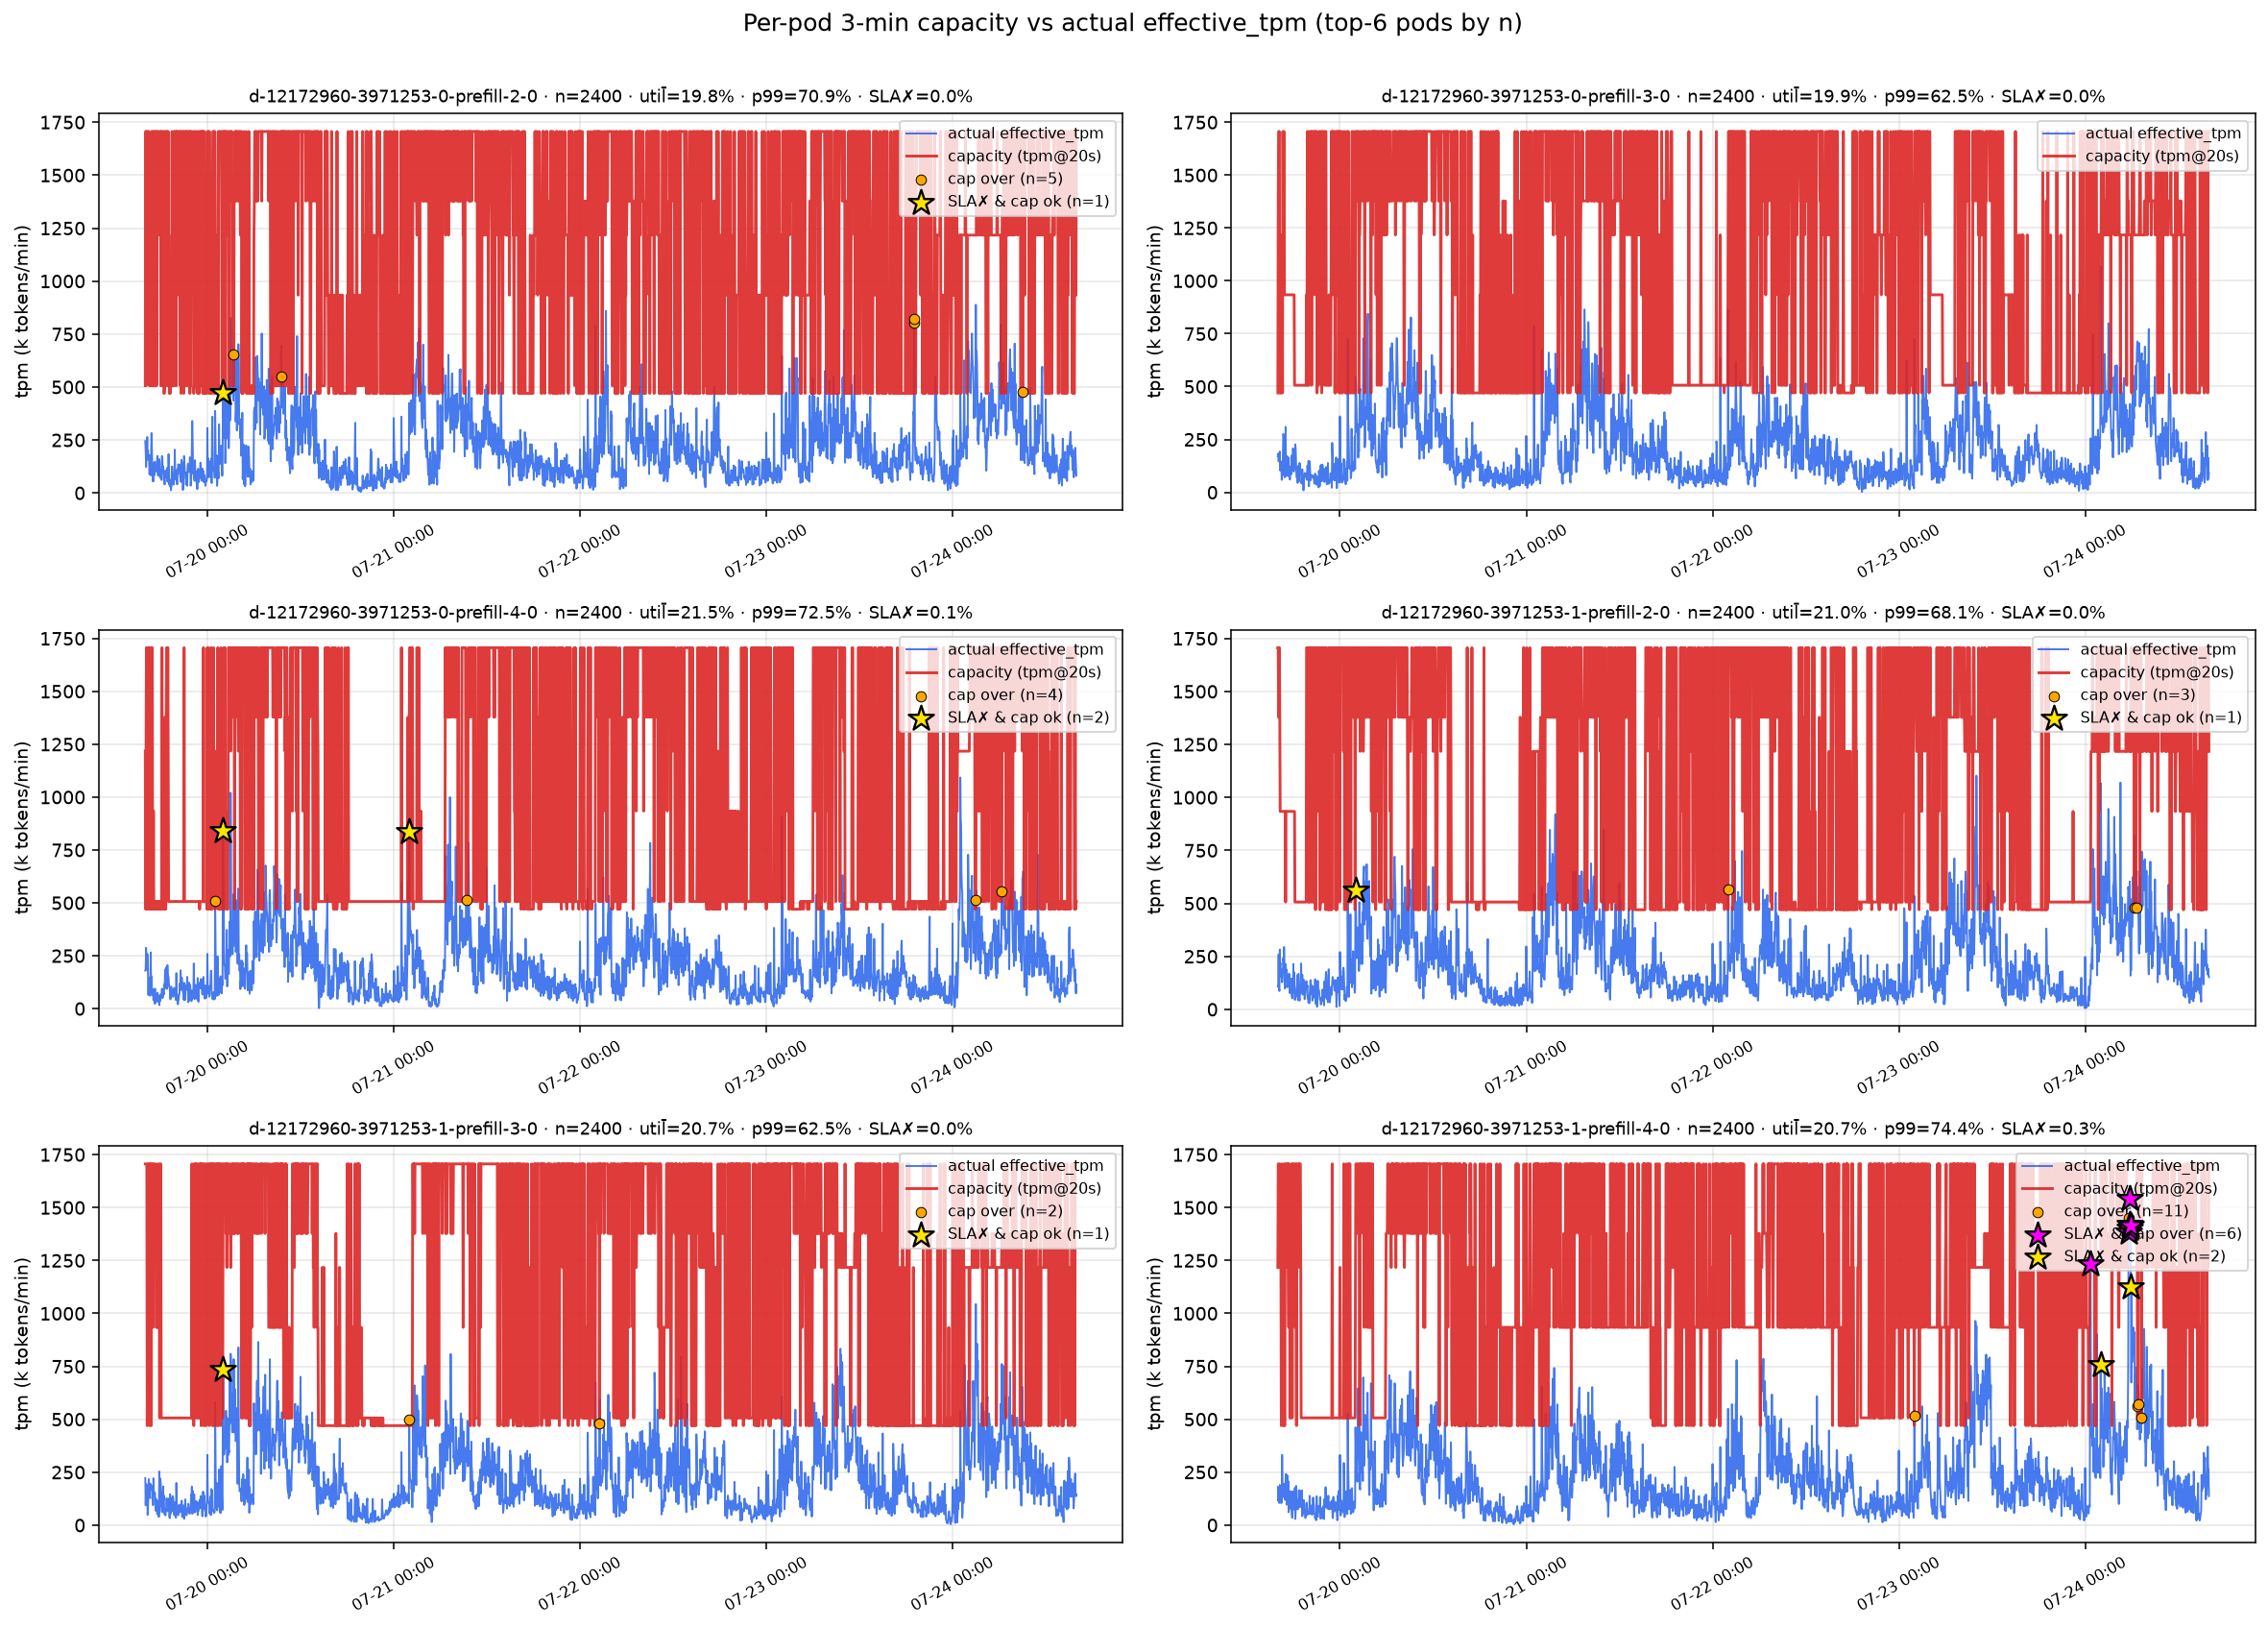 Per-pod 3-min capacity vs actual effective_tpm (top-6 pods by n)
d-12172960-3971253-0-prefill-2-0 · n=2400 · util̄=19.8% · p99=70.9% · SLA✗=0.0%
tpm (k tokens/min)
1750
1500
1250
1000
750
500
250
0
actual effective_tpm
capacity (tpm@20s)
cap over (n=5)
SLA✗ & cap ok (n=1)
07-20 00:00
07-21 00:00
07-22 00:00
07-23 00:00
07-24 00:00
d-12172960-3971253-0-prefill-3-0 · n=2400 · util̄=19.9% · p99=62.5% · SLA✗=0.0%
tpm (k tokens/min)
1750
1500
1250
1000
750
500
250
0
actual effective_tpm
capacity (tpm@20s)
07-20 00:00
07-21 00:00
07-22 00:00
07-23 00:00
07-24 00:00
d-12172960-3971253-0-prefill-4-0 · n=2400 · util̄=21.5% · p99=72.5% · SLA✗=0.1%
tpm (k tokens/min)
1750
1500
1250
1000
750
500
250
0
actual effective_tpm
capacity (tpm@20s)
cap over (n=4)
SLA✗ & cap ok (n=2)
07-20 00:00
07-21 00:00
07-22 00:00
07-23 00:00
07-24 00:00
d-12172960-3971253-1-prefill-2-0 · n=2400 · util̄=21.0% · p99=68.1% · SLA✗=0.0%
tpm (k tokens/min)
1750
1500
1250
1000
750
500
250
0
actual effective_tpm
capacity (tpm@20s)
cap over (n=3)
SLA✗ & cap ok (n=1)
07-20 00:00
07-21 00:00
07-22 00:00
07-23 00:00
07-24 00:00
d-12172960-3971253-1-prefill-3-0 · n=2400 · util̄=20.7% · p99=62.5% · SLA✗=0.0%
tpm (k tokens/min)
1750
1500
1250
1000
750
500
250
0
actual effective_tpm
capacity (tpm@20s)
cap over (n=2)
SLA✗ & cap ok (n=1)
07-20 00:00
07-21 00:00
07-22 00:00
07-23 00:00
07-24 00:00
d-12172960-3971253-1-prefill-4-0 · n=2400 · util̄=20.7% · p99=74.4% · SLA✗=0.3%
tpm (k tokens/min)
1750
1500
1250
1000
750
500
250
0
actual effective_tpm
capacity (tpm@20s)
cap over (n=11)
SLA✗ & cap over (n=6)
SLA✗ & cap ok (n=2)
07-20 00:00
07-21 00:00
07-22 00:00
07-23 00:00
07-24 00:00